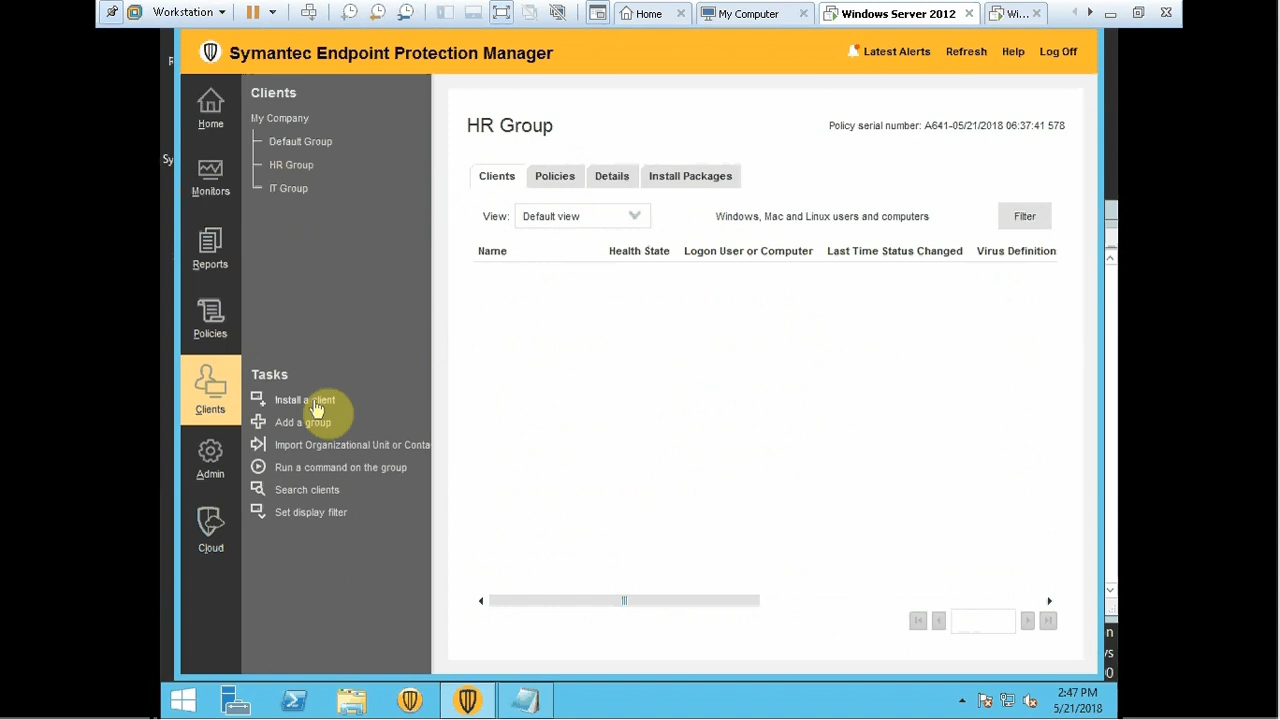 Workstation
Home
My Computer
Windows Server 2012
Wi...
Symantec Endpoint Protection Manager
Latest Alerts
Refresh
Help
Log Off
Home
Monitors
Reports
Policies
Clients
Admin
Cloud
Clients
My Company
Default Group
HR Group
IT Group
Tasks
Install a client
Add a group
Import Organizational Unit or Conta
Run a command on the group
Search clients
Set display filter
HR Group
Policy serial number: A641-05/21/2018 06:37:41 578
Clients
Policies
Details
Install Packages
View:
Default view
Windows, Mac and Linux users and computers
Filter
Name
Health State
Logon User or Computer
Last Time Status Changed
Virus Definition
R
Sy
n
ys
00
2:47 PM
5/21/2018